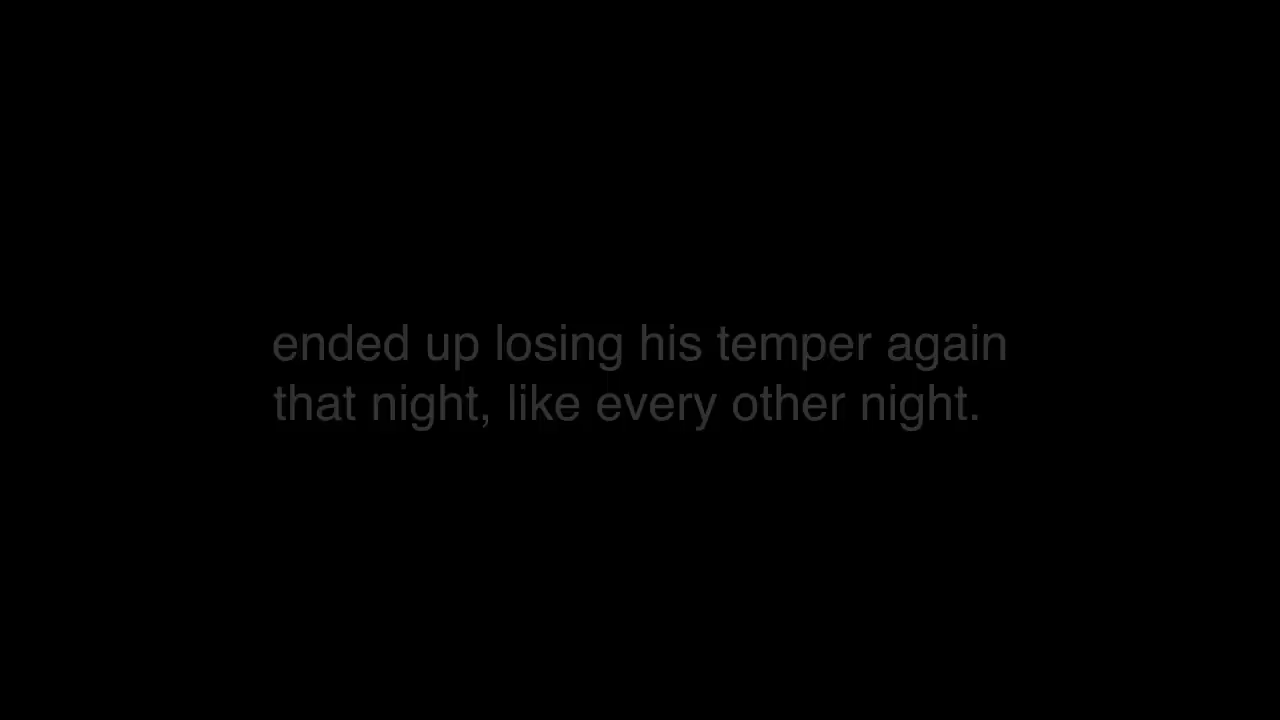 ended up losing his temper again
that night, like every other night.